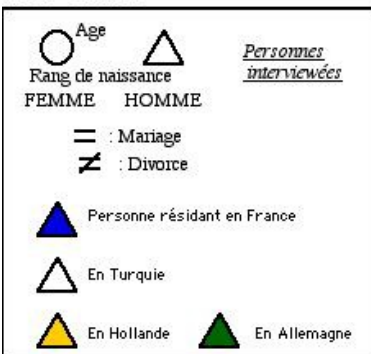 Age
Personnes
interviewées
Rang de naissance
FEMME HOMME
= : Mariage
≠ : Divorce
Personne résidant en France
En Turquie
En Hollande En Allemagne